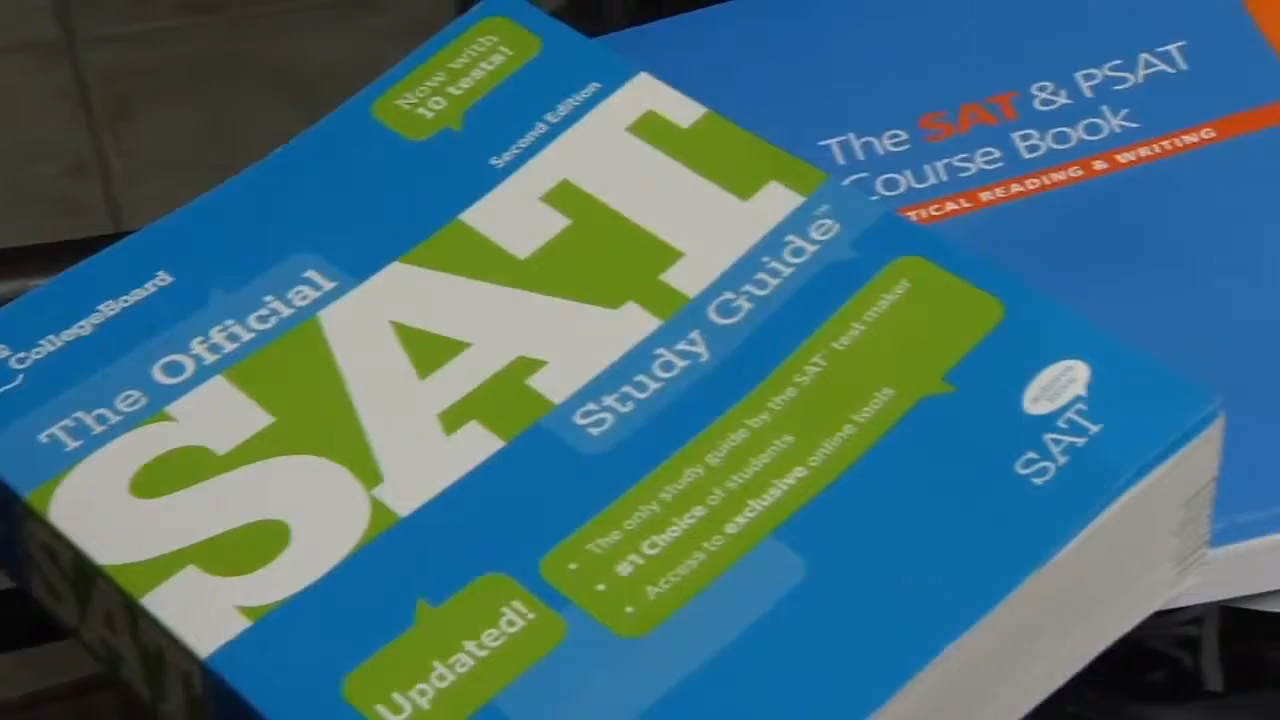 Now with
10 tests!
Second Edition
CollegeBoard
The Official
SAT
Study Guide™
• The only study guide by the SAT® test maker
• #1 Choice of students
• Access to exclusive online tools
Updated!
SAT
The SAT & PSAT
Course Book
READING & WRITING
SAT